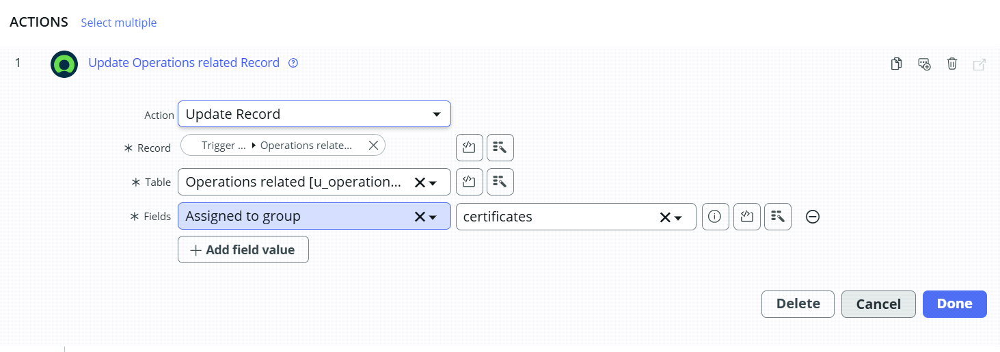 ACTIONS Select multiple
1 Update Operations related Record
Action Update Record
* Record Trigger ... Operations relate...
* Table Operations related [u_operation...
* Fields Assigned to group certificates
+ Add field value
Delete Cancel Done